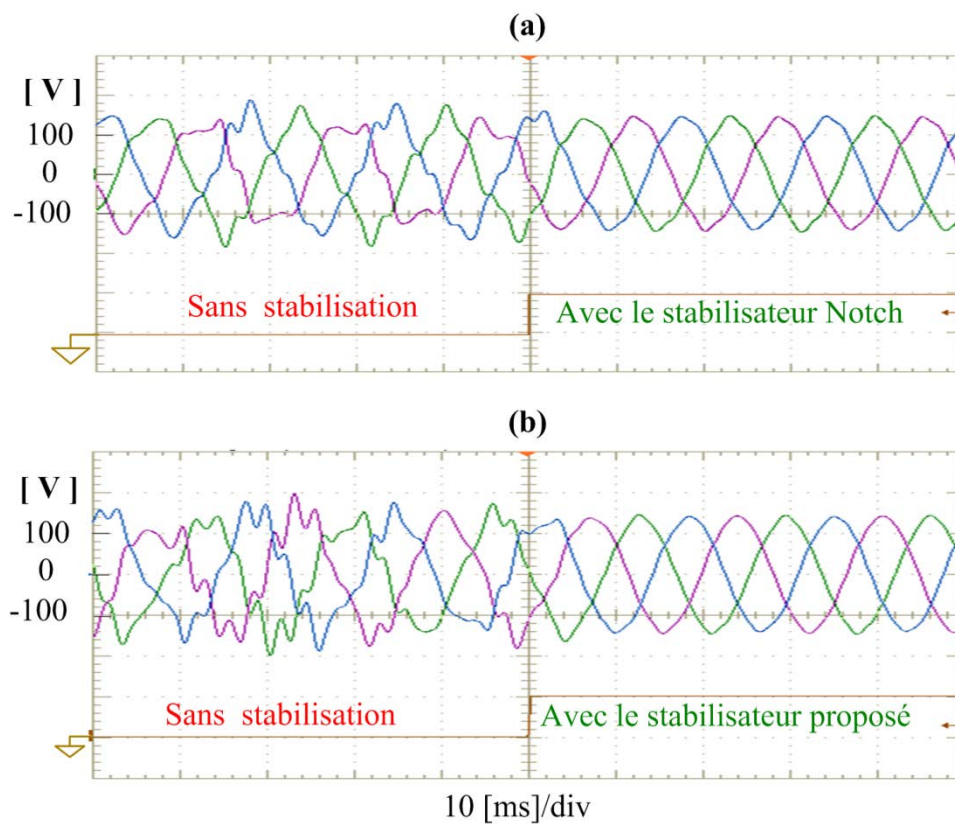 (a)
[ V ]
100
0
-100
Sans stabilisation
Avec le stabilisateur Notch
(b)
[ V ]
100
0
-100
Sans stabilisation
Avec le stabilisateur proposé
10 [ms]/div